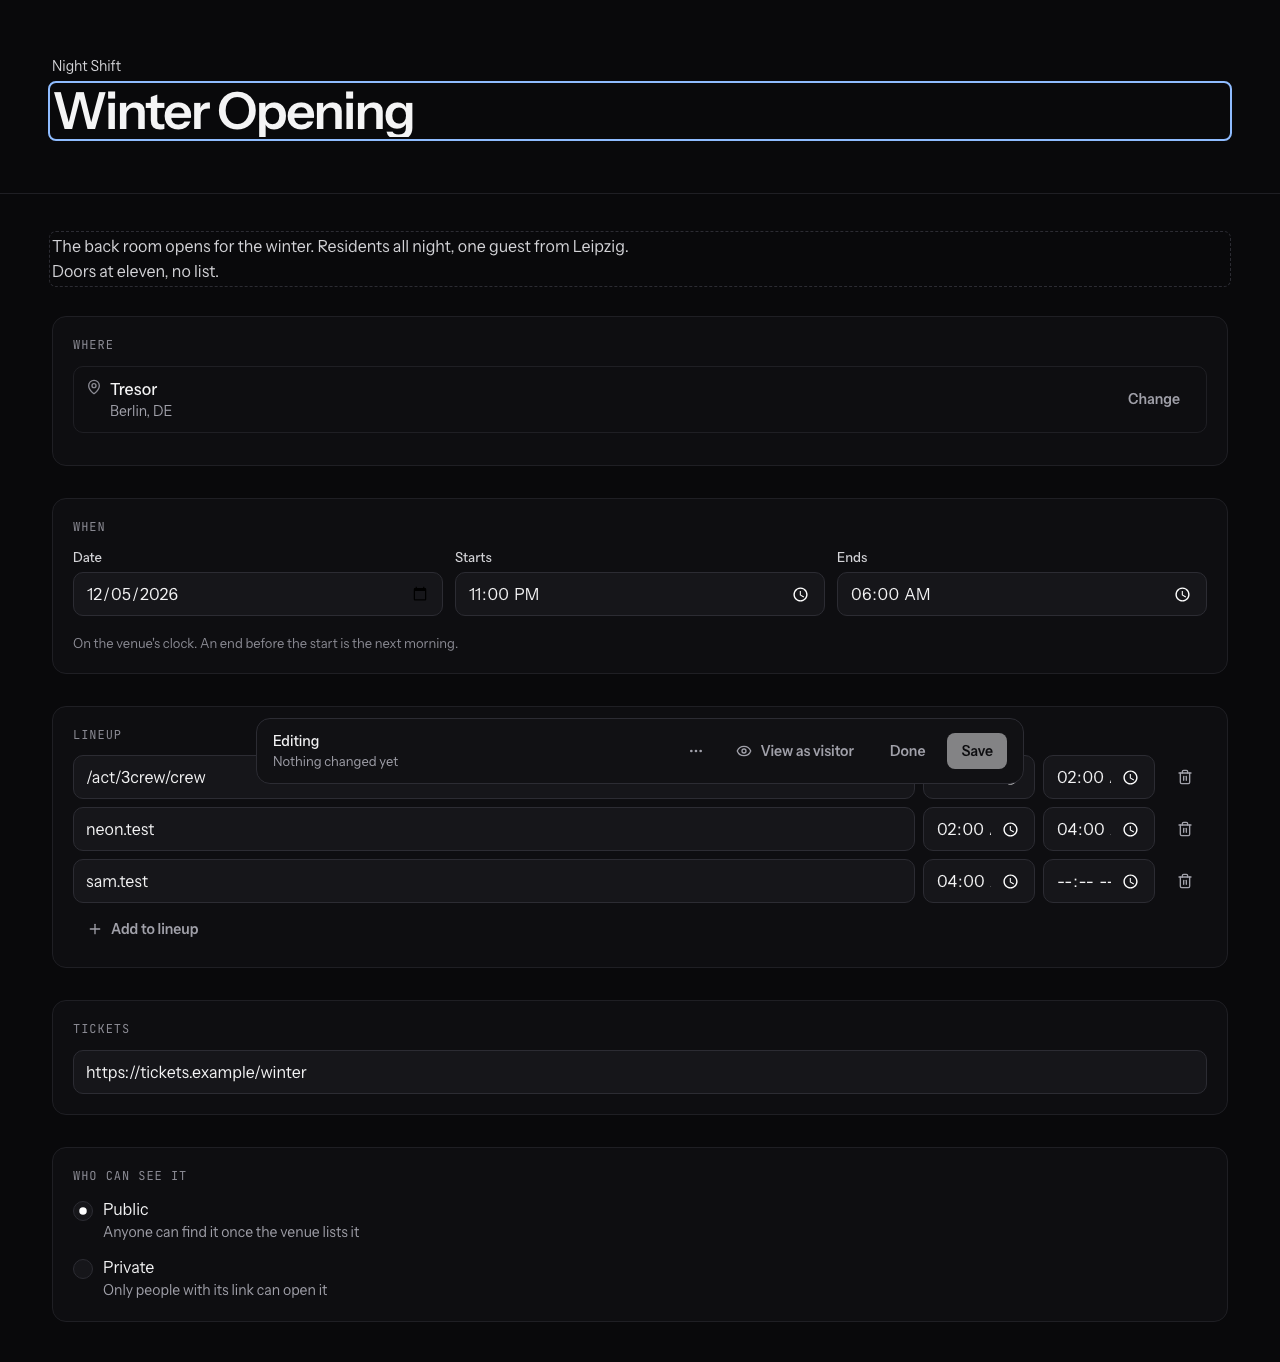 Night Shift
Winter Opening
The back room opens for the winter. Residents all night, one guest from Leipzig.
Doors at eleven, no list.
WHERE
Tresor
Berlin, DE
Change
WHEN
Date
Starts
Ends
12/05/2026
11:00 PM
06:00 AM
On the venue's clock. An end before the start is the next morning.
LINEUP
Editing
Nothing changed yet
View as visitor
Done
Save
/act/3crew/crew
02:00
neon.test
02:00
04:00
sam.test
04:00
--:-- --
Add to lineup
TICKETS
https://tickets.example/winter
WHO CAN SEE IT
Public
Anyone can find it once the venue lists it
Private
Only people with its link can open it